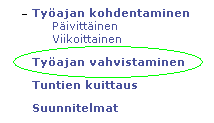 – Työajan kohdentaminen
Päivittäinen
Viikoittainen
Työajan vahvistaminen
Tuntien kuittaus
Suunnitelmat